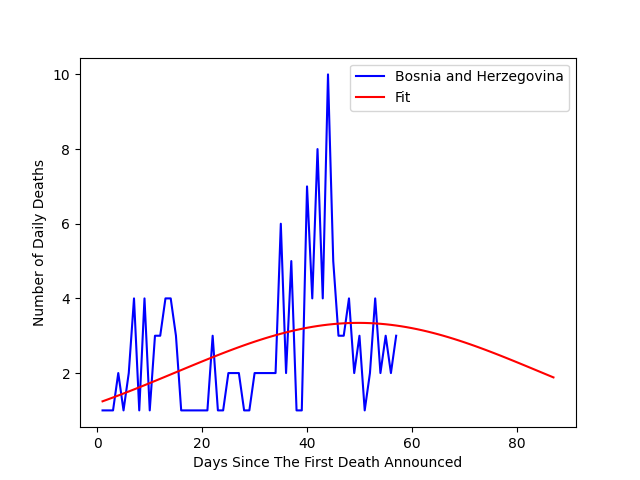 Bosnia and Herzegovina
Fit
10
8
6
4
2
Number of Daily Deaths
0
20
40
60
80
Days Since The First Death Announced